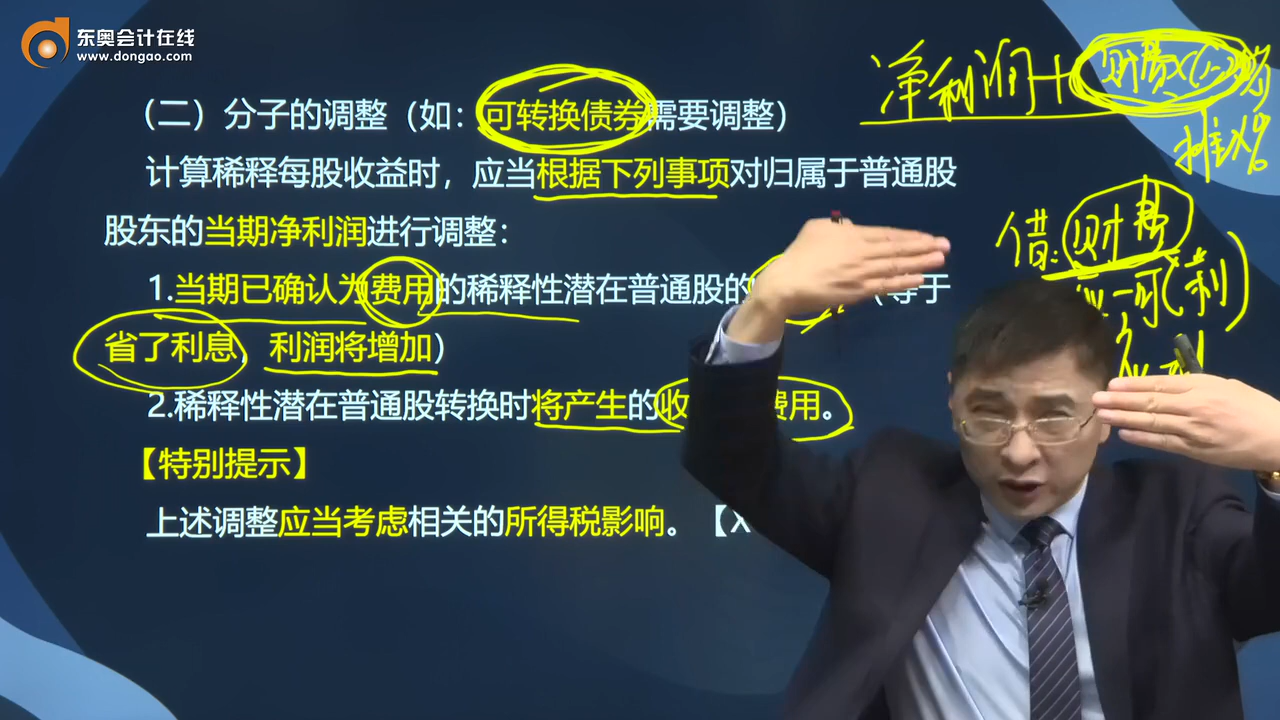 东奥会计在线
www.dongao.com
（二）分子的调整（如：可转换债券需要调整）
计算稀释每股收益时，应当根据下列事项对归属于普通股
股东的当期净利润进行调整：
1.当期已确认为费用的稀释性潜在普通股的（等于
省了利息，利润将增加）
2.稀释性潜在普通股转换时将产生的收费用。
【特别提示】
上述调整应当考虑相关的所得税影响。【X
净利润+财费×(1-
借:财费